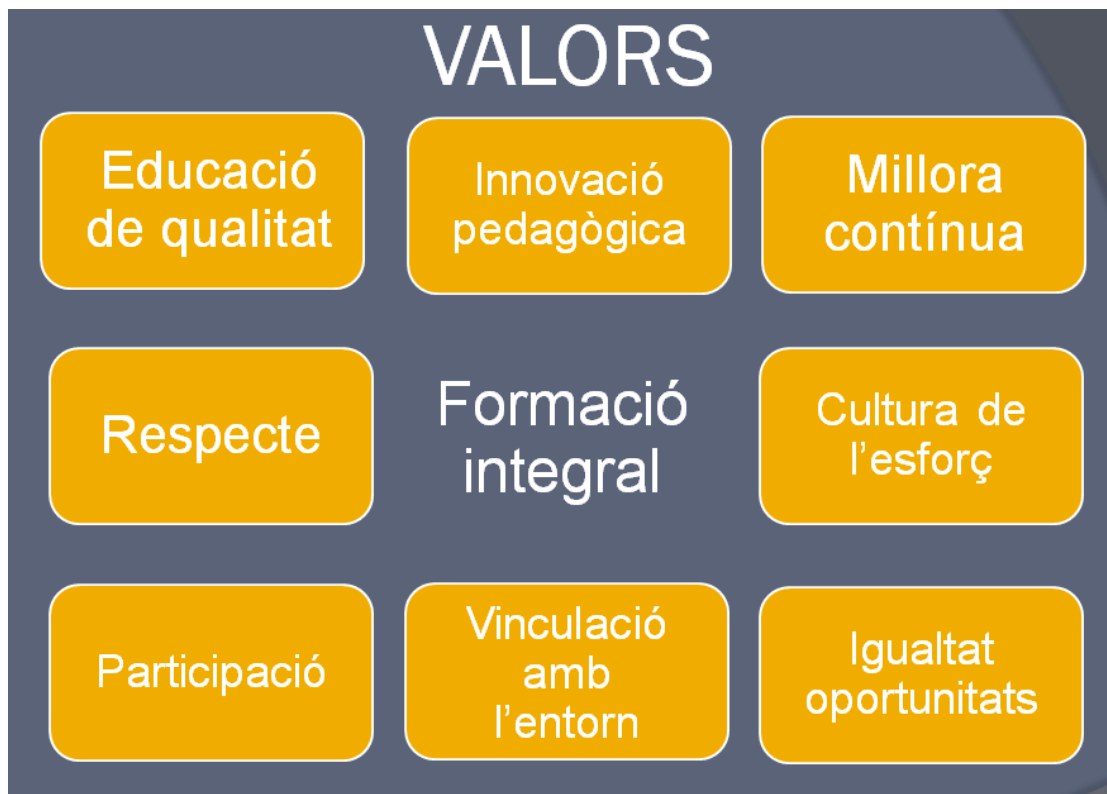 VALORS
Educació
de qualitat
Innovació
pedagògica
Millora
contínua
Respecte
Formació
integral
Cultura de
l'esforç
Participació
Vinculació
amb
l'entorn
Igualtat
oportunitats